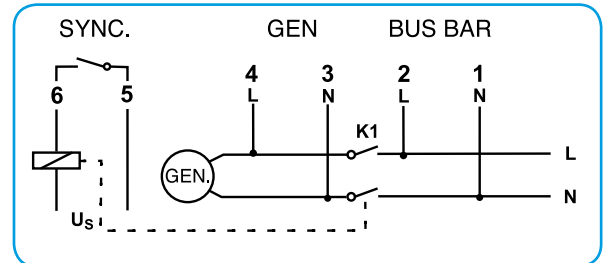 SYNC. GEN BUS BAR
4 3 2 1
6 5 L N L N
K1
L
GEN.
N
US